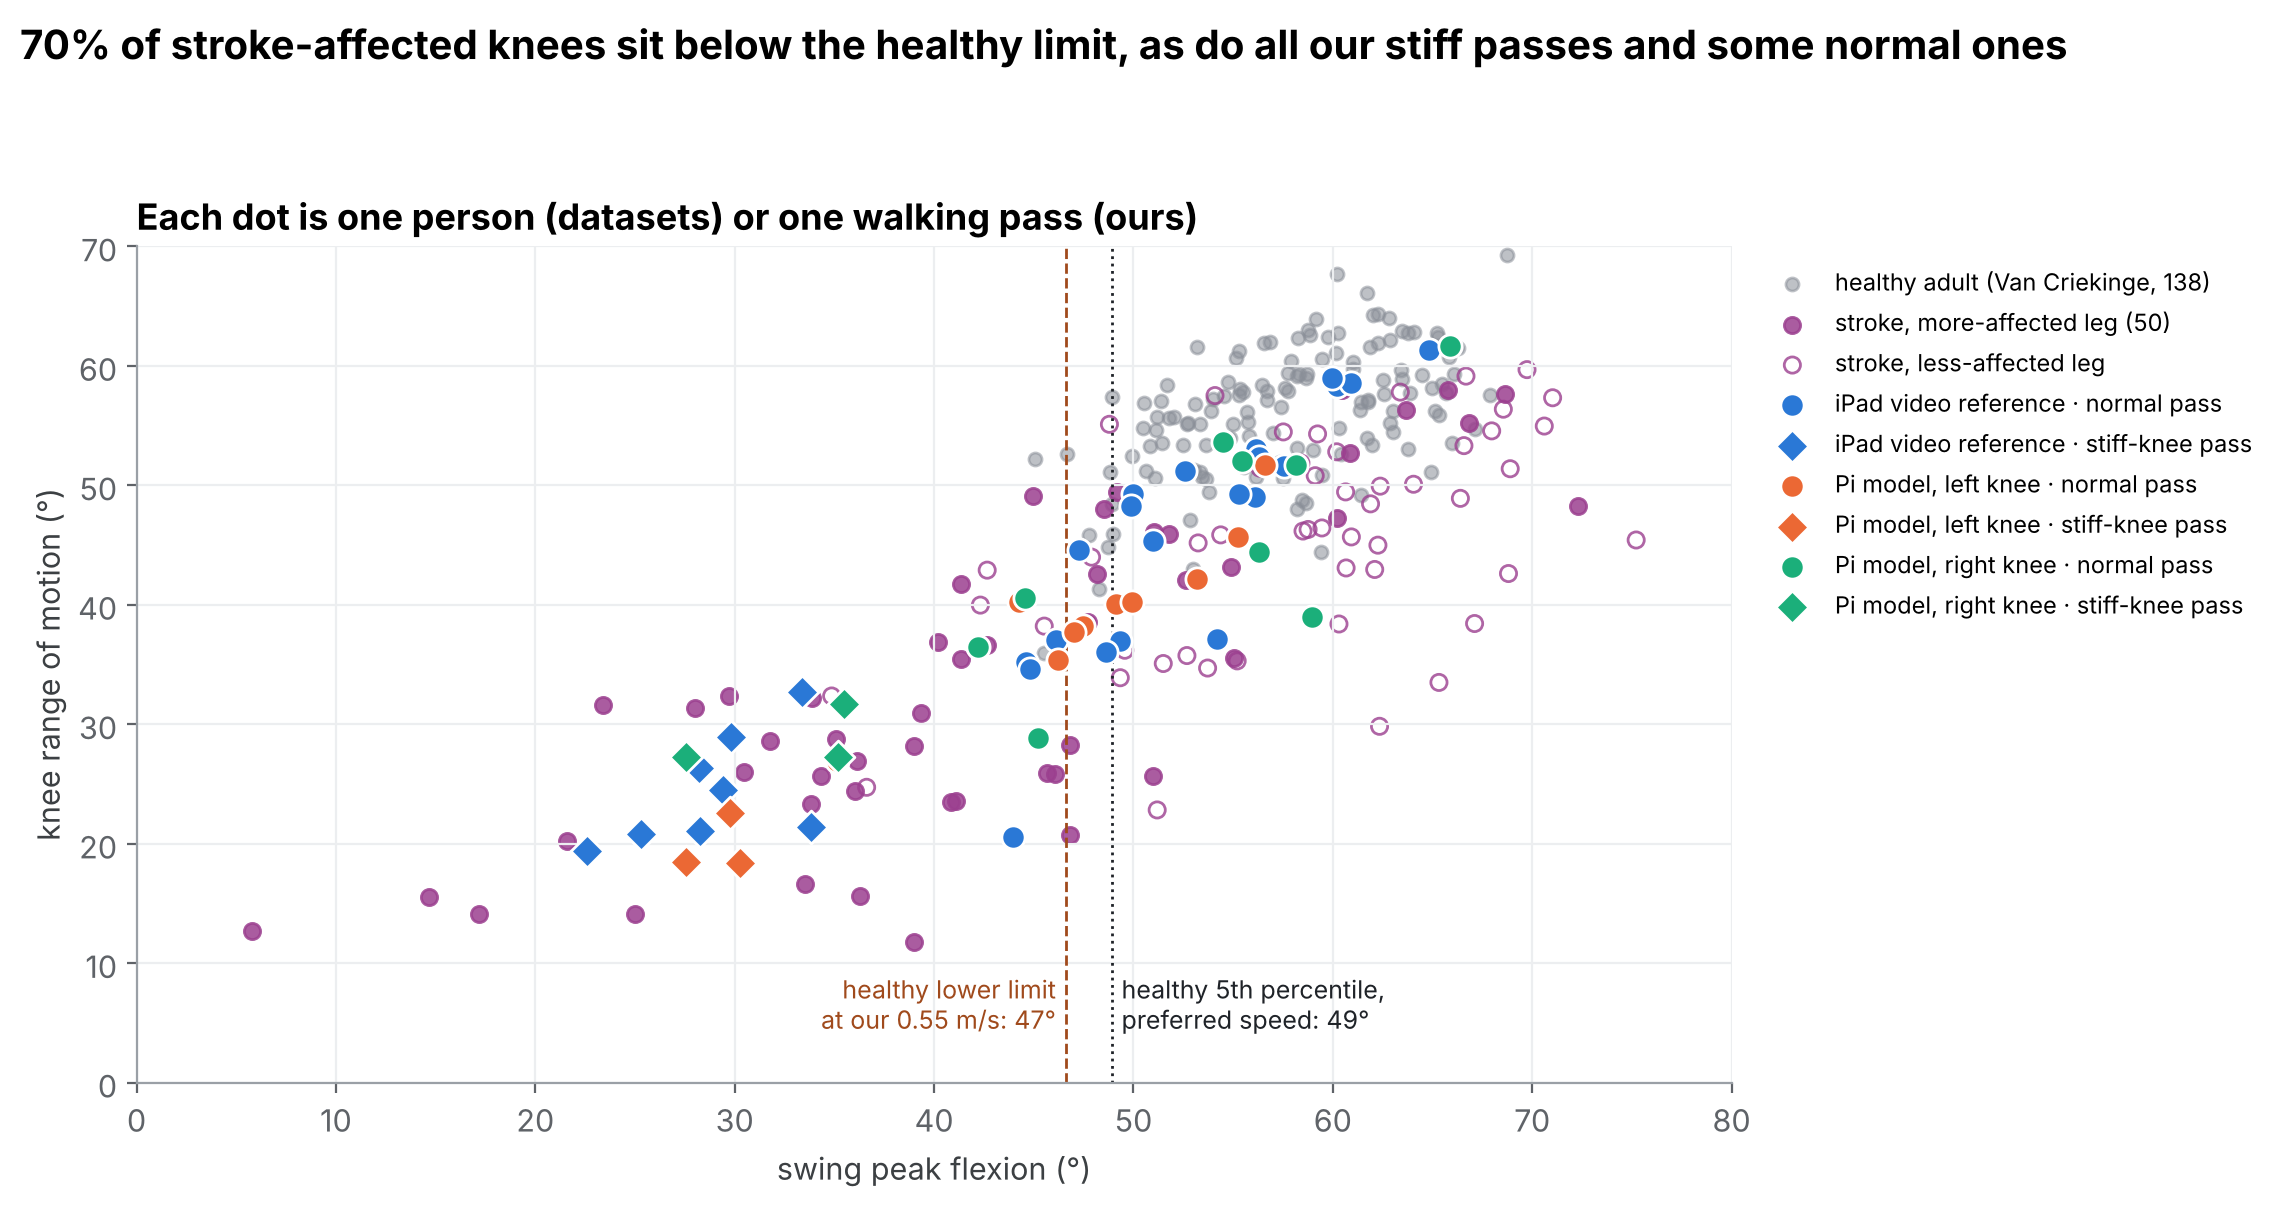 70% of stroke-affected knees sit below the healthy limit, as do all our stiff passes and some normal ones
Each dot is one person (datasets) or one walking pass (ours)
70
60
50
40
30
20
10
0
knee range of motion (°)
healthy lower limit
at our 0.55 m/s: 47°
healthy 5th percentile,
preferred speed: 49°
0 10 20 30 40 50 60 70 80
swing peak flexion (°)
healthy adult (Van Criekinge, 138)
stroke, more-affected leg (50)
stroke, less-affected leg
iPad video reference · normal pass
iPad video reference · stiff-knee pass
Pi model, left knee · normal pass
Pi model, left knee · stiff-knee pass
Pi model, right knee · normal pass
Pi model, right knee · stiff-knee pass